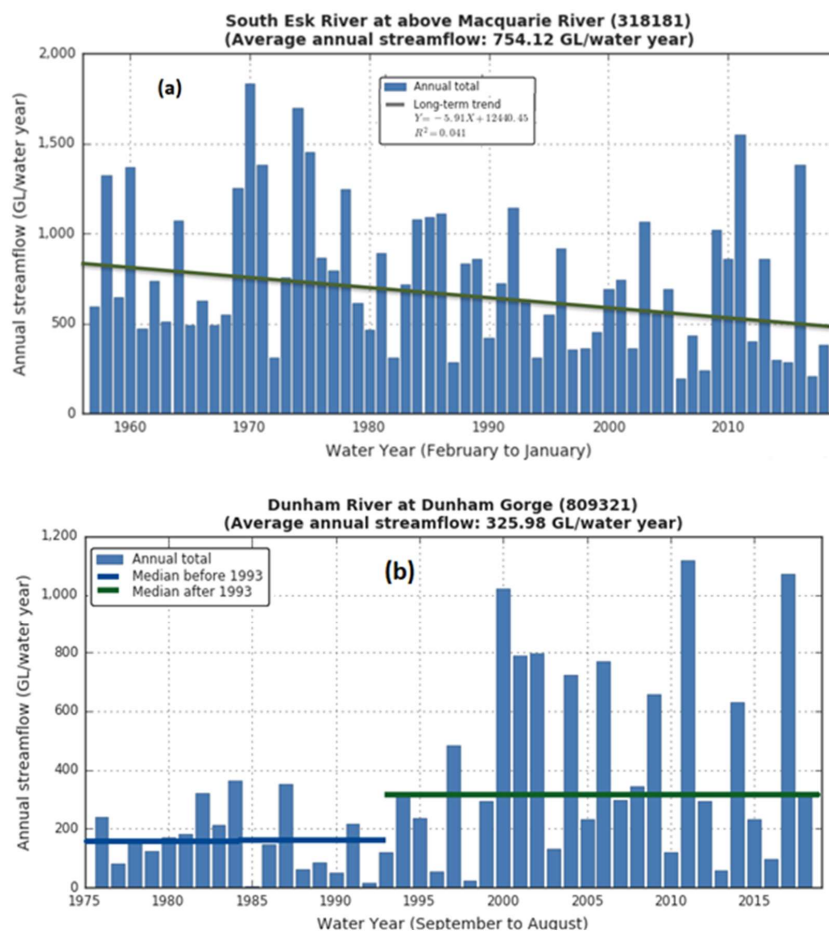 South Esk River at above Macquarie River (318181)
(Average annual streamflow: 754.12 GL/water year)
2,000
1,500
1,000
500
0
Annual streamflow (GL/water year)
(a)
Annual total
Long-term trend
Y = −5.91X + 12440.45
R² = 0.041
1960 1970 1980 1990 2000 2010
Water Year (February to January)
Dunham River at Dunham Gorge (809321)
(Average annual streamflow: 325.98 GL/water year)
1,200
1,000
800
600
400
200
0
Annual streamflow (GL/water year)
Annual total
Median before 1993
Median after 1993
(b)
1975 1980 1985 1990 1995 2000 2005 2010 2015
Water Year (September to August)